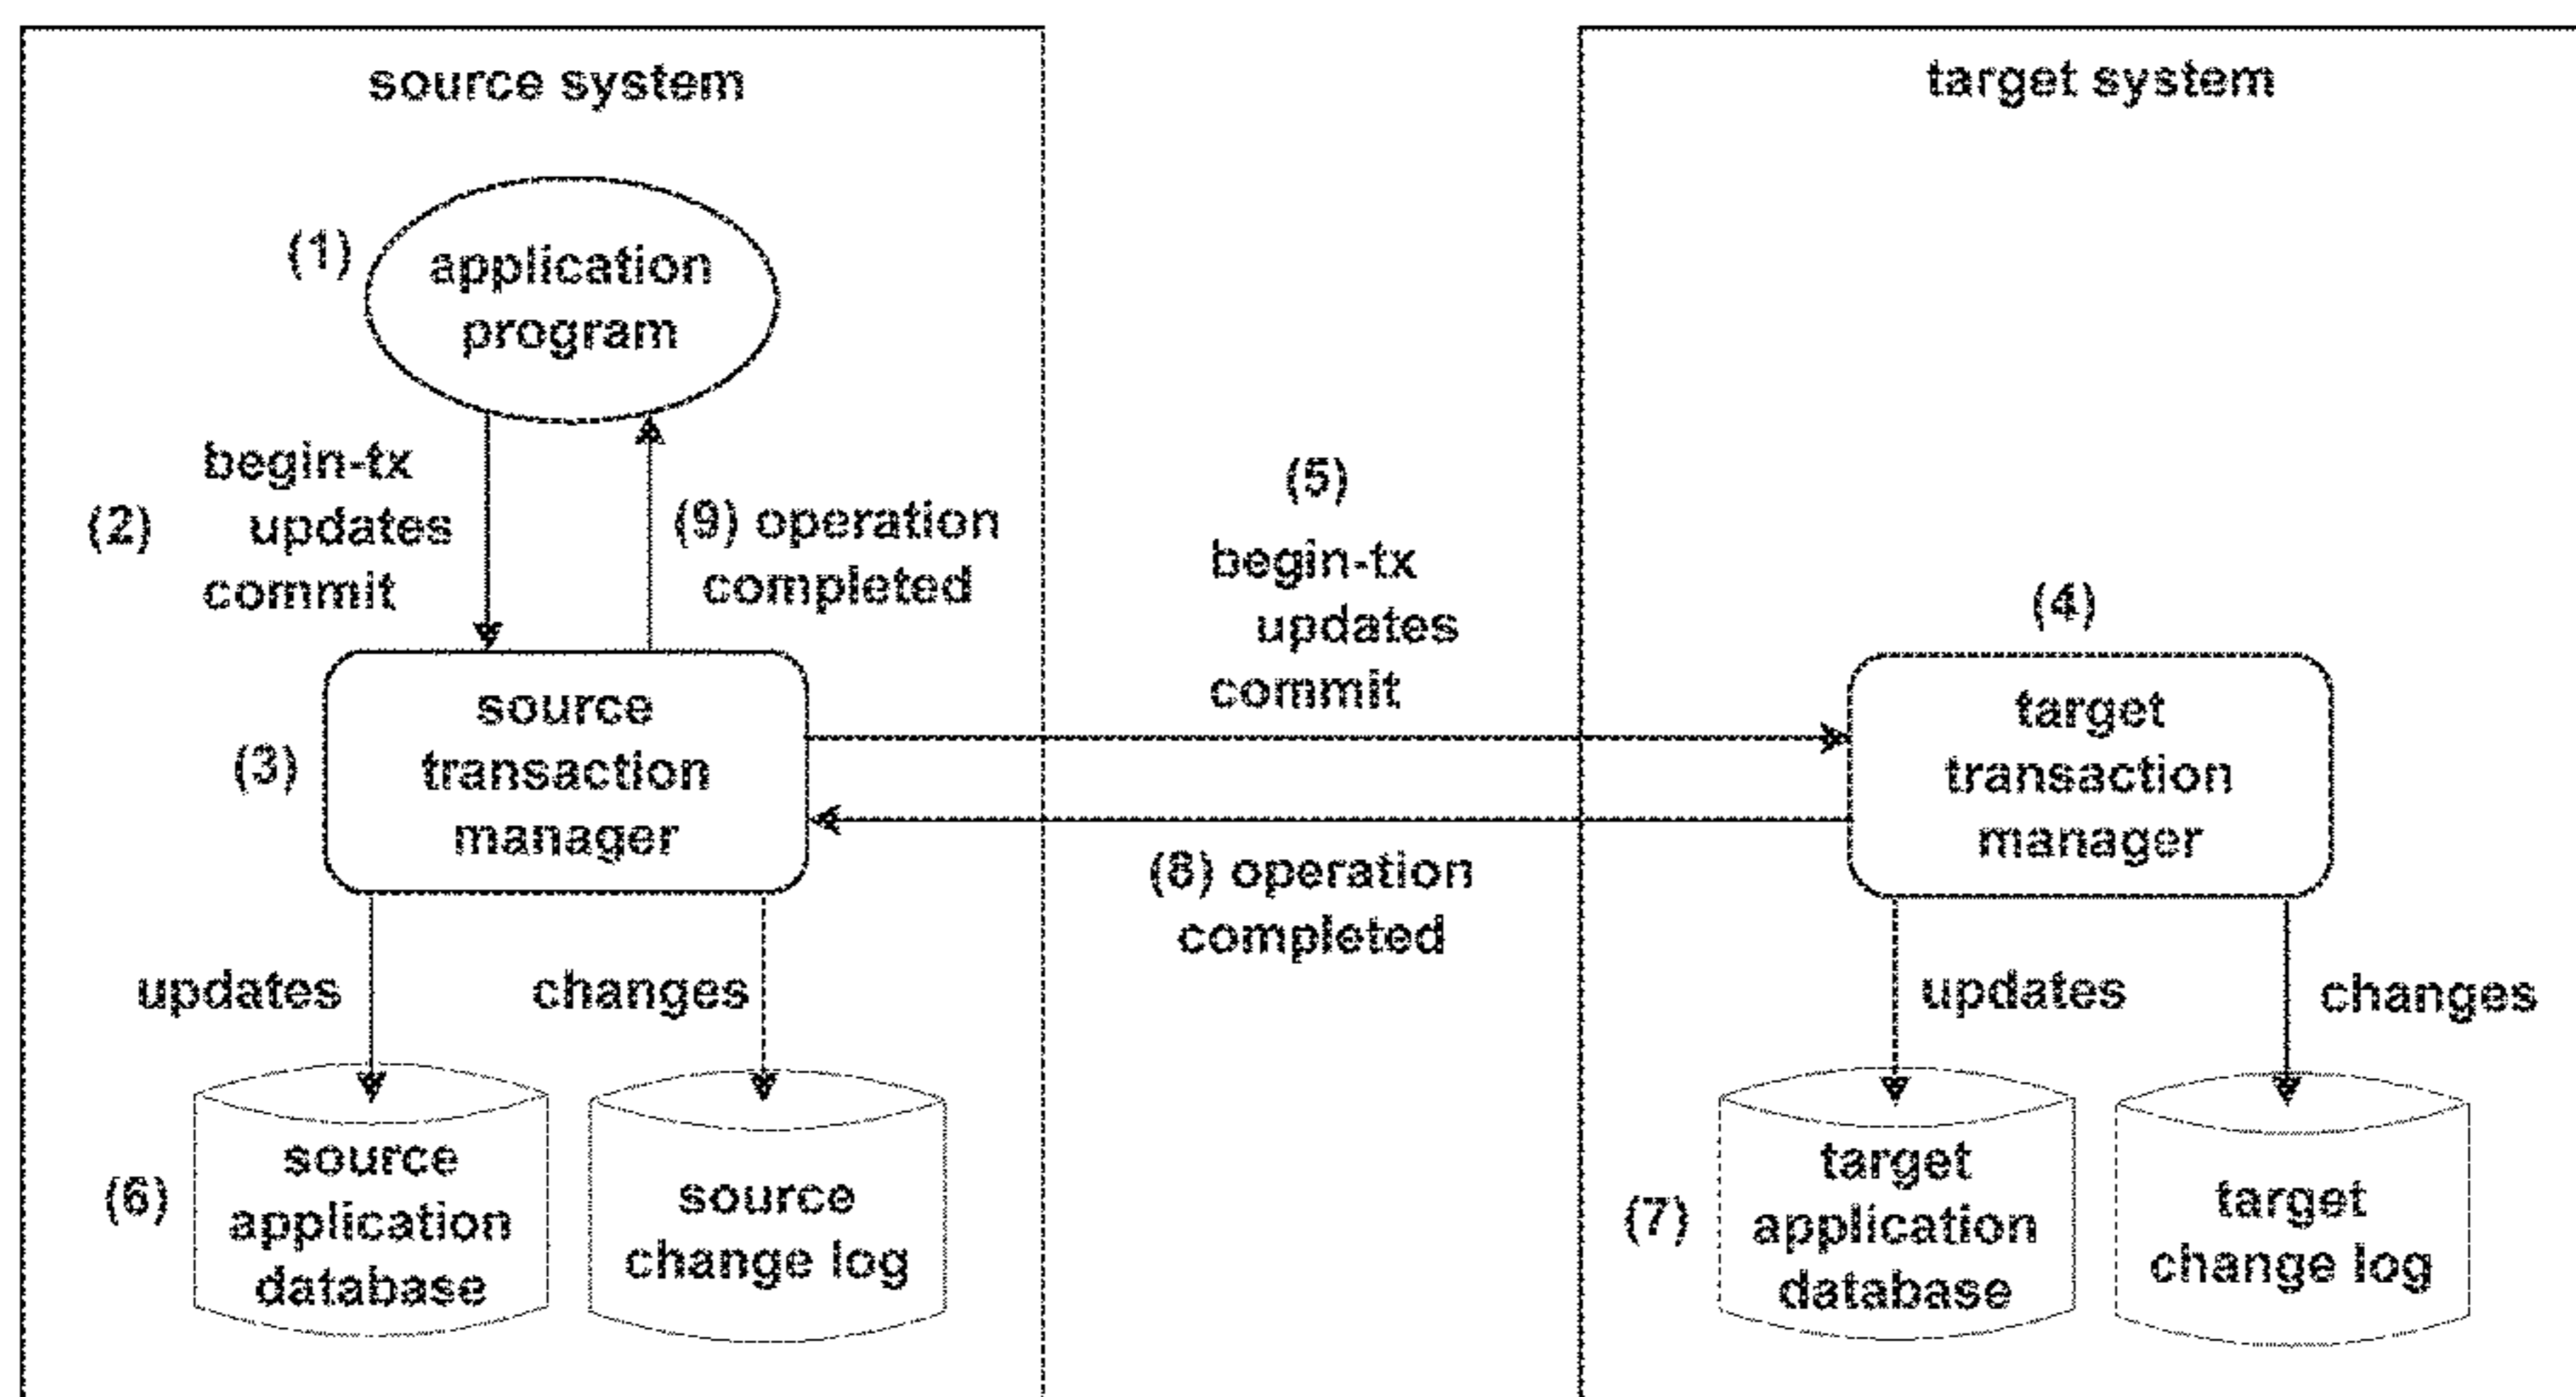 source system
target system
(1)
application
program
begin-tx
(2) updates
commit
(9) operation
completed
(5)
begin-tx
updates
commit
(4)
source
(3) transaction
manager
target
transaction
manager
(8) operation
completed
updates
changes
updates
changes
source
(6) application
database
source
change log
target
(7) application
database
target
change log